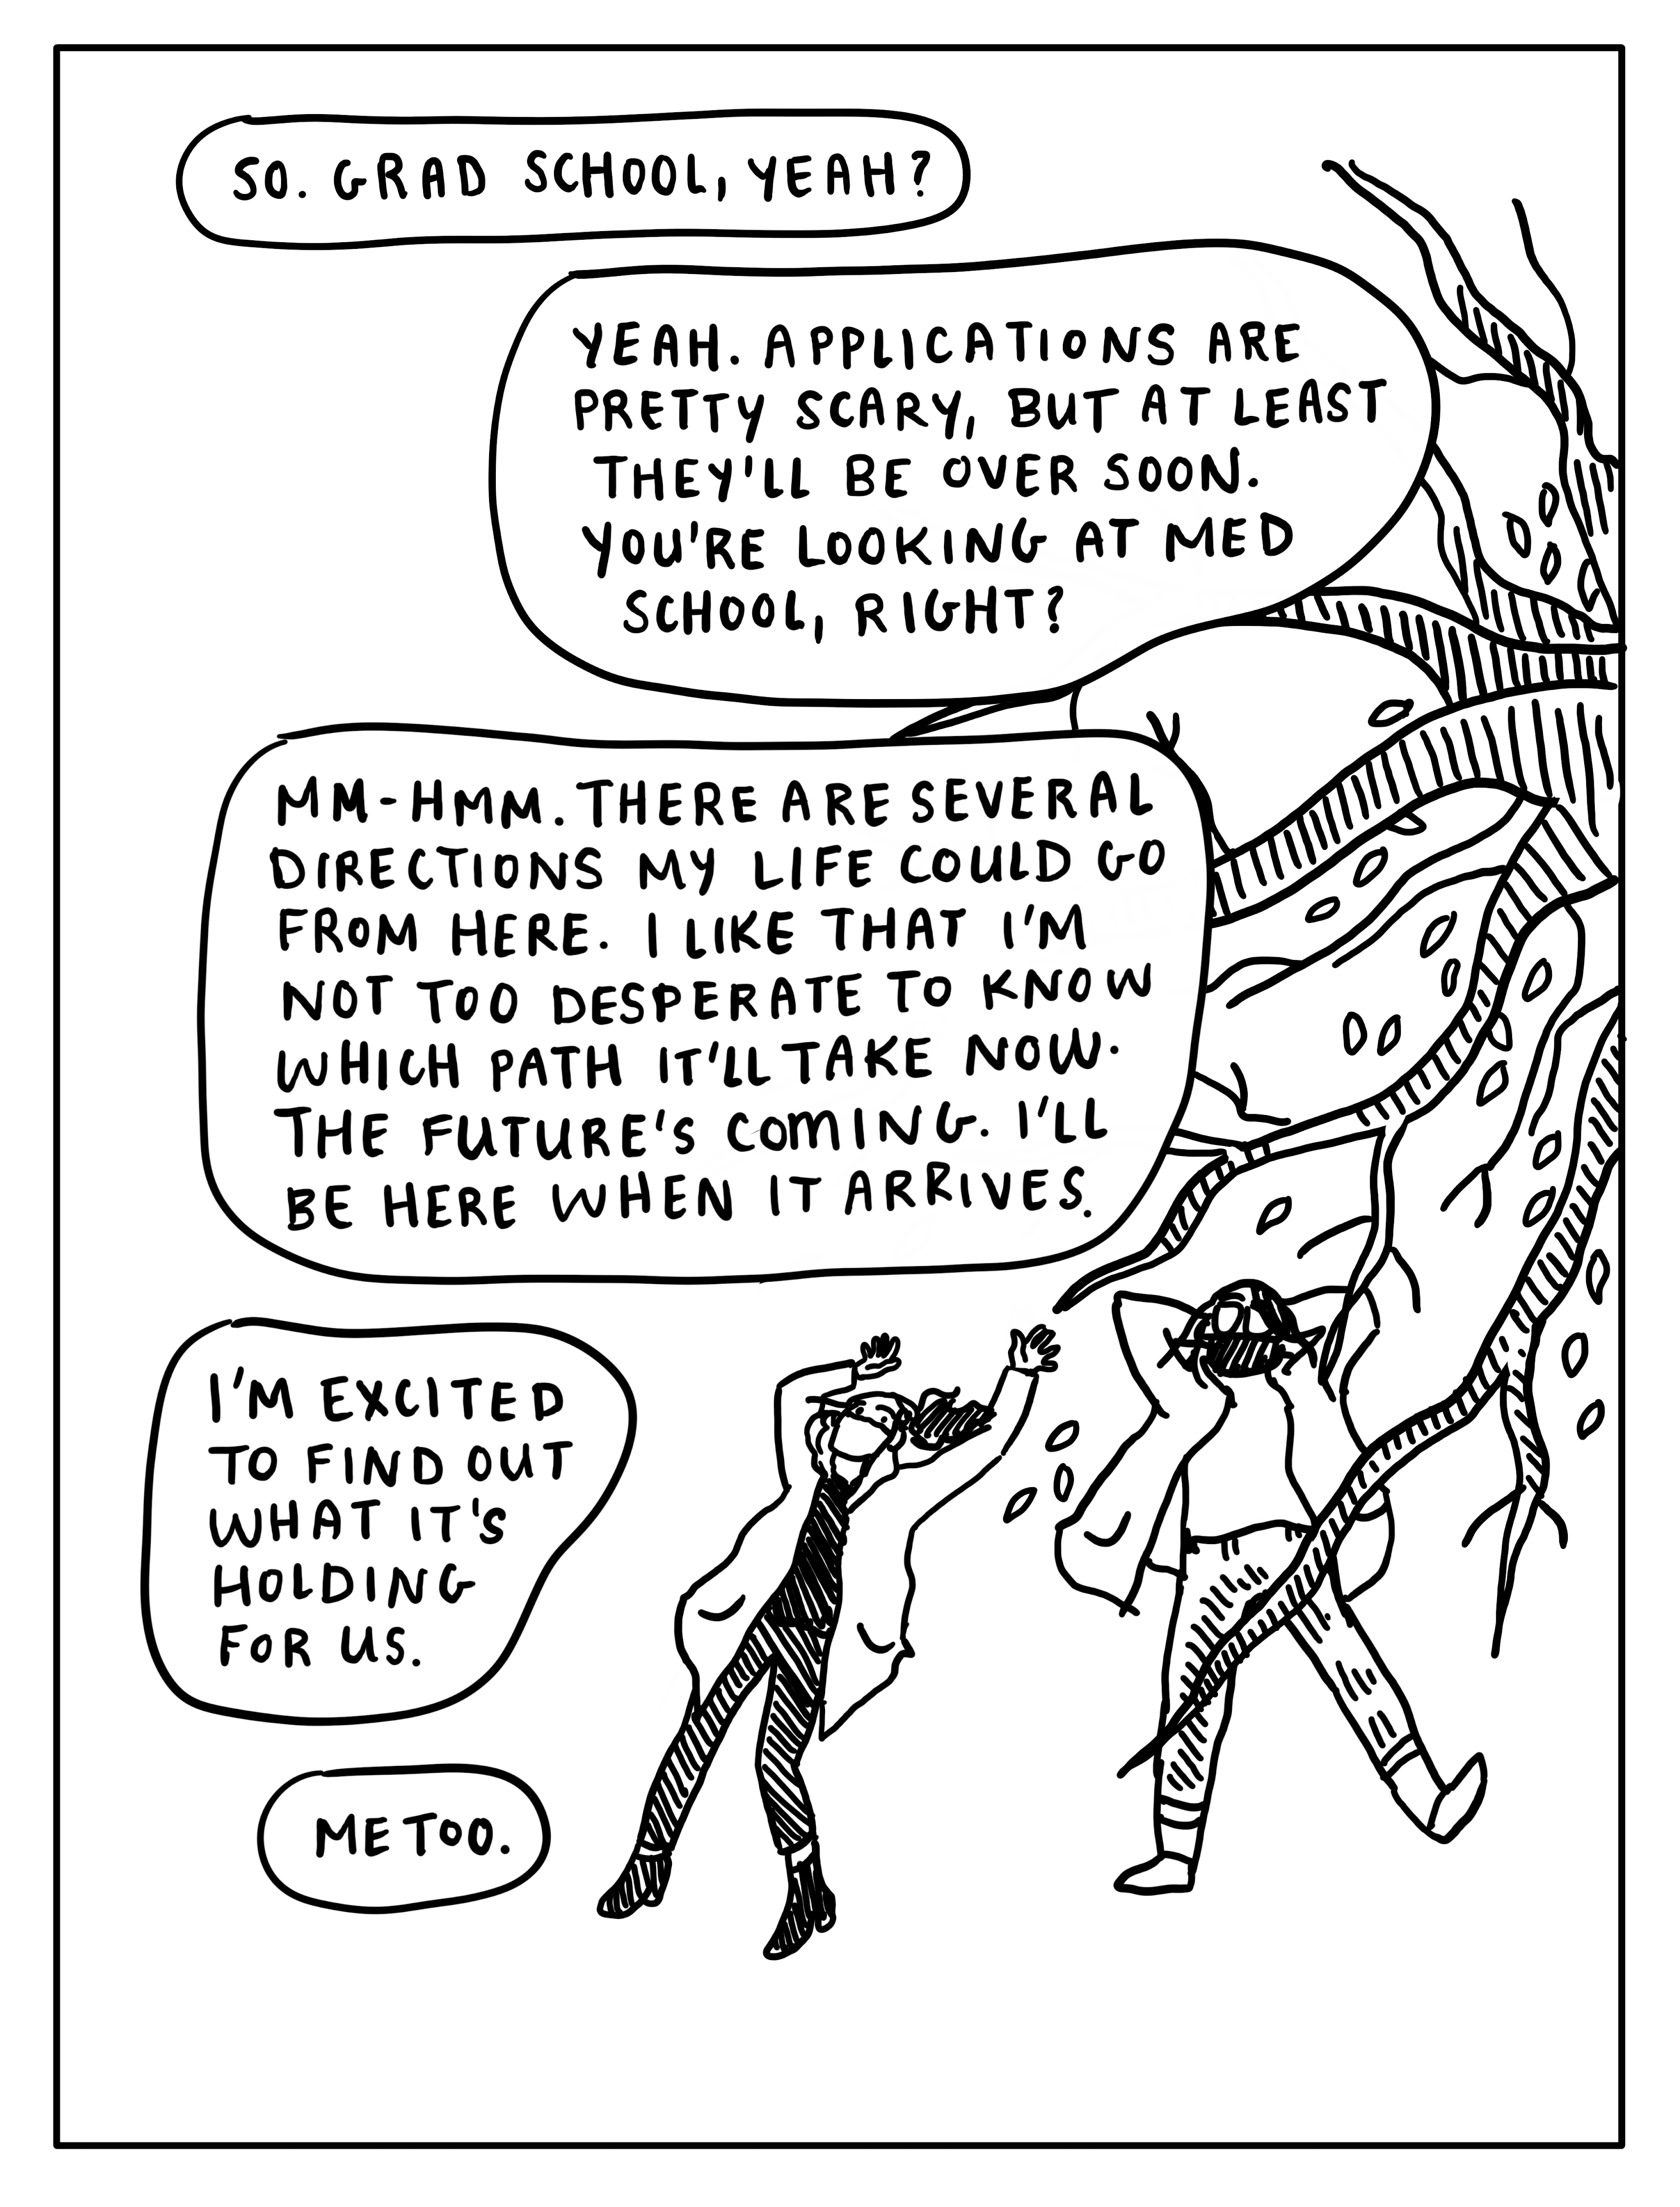 SO. GRAD SCHOOL, YEAH?
YEAH. APPLICATIONS ARE
PRETTY SCARY, BUT AT LEAST
THEY'LL BE OVER SOON.
YOU'RE LOOKING AT MED
SCHOOL, RIGHT?
MM-HMM. THERE ARE SEVERAL
DIRECTIONS MY LIFE COULD GO
FROM HERE. I LIKE THAT I'M
NOT TOO DESPERATE TO KNOW
WHICH PATH IT'LL TAKE NOW.
THE FUTURE'S COMING. I'LL
BE HERE WHEN IT ARRIVES.
I'M EXCITED
TO FIND OUT
WHAT IT'S
HOLDING
FOR US.
ME TOO.